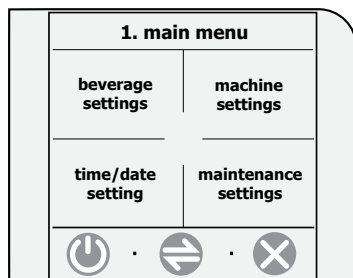 1. main menu
beverage
settings
machine
settings
time/date
setting
maintenance
settings